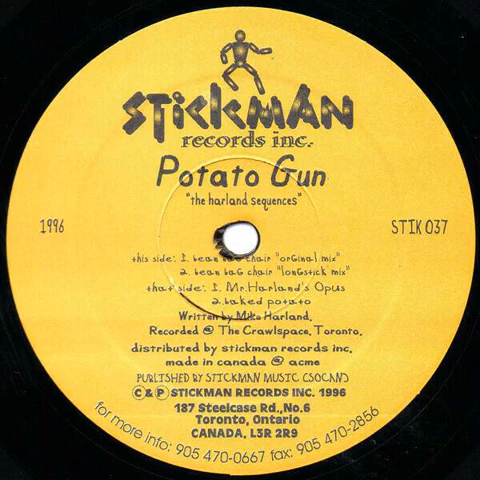 STICKMAN
records inc.
Potato Gun
"the harland sequences"
1996
STIK 037
this side: 1. bean baG chair "orGinal mix"
2. bean baG chair "lonGstick mix"
that side: 1. Mr.Harland's Opus
2.baked potato
Written by Mike Harland.
Recorded @ The Crawlspace, Toronto.
distributed by stickman records inc.
made in canada @ acme
PUBLISHED BY STICKMAN MUSIC (SOCAN)
© & ℗ STICKMAN RECORDS INC. 1996
187 Steelcase Rd.,No.6
Toronto, Ontario
CANADA, L3R 2R9
for more info: 905 470-0667 fax: 905 470-2856